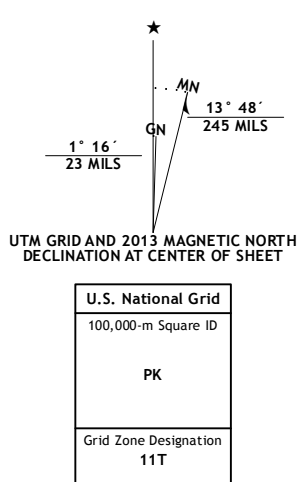 MN
13° 48´
245 MILS
GN
1° 16´
23 MILS
UTM GRID AND 2013 MAGNETIC NORTH
DECLINATION AT CENTER OF SHEET
U.S. National Grid
100,000-m Square ID
PK
Grid Zone Designation
11T